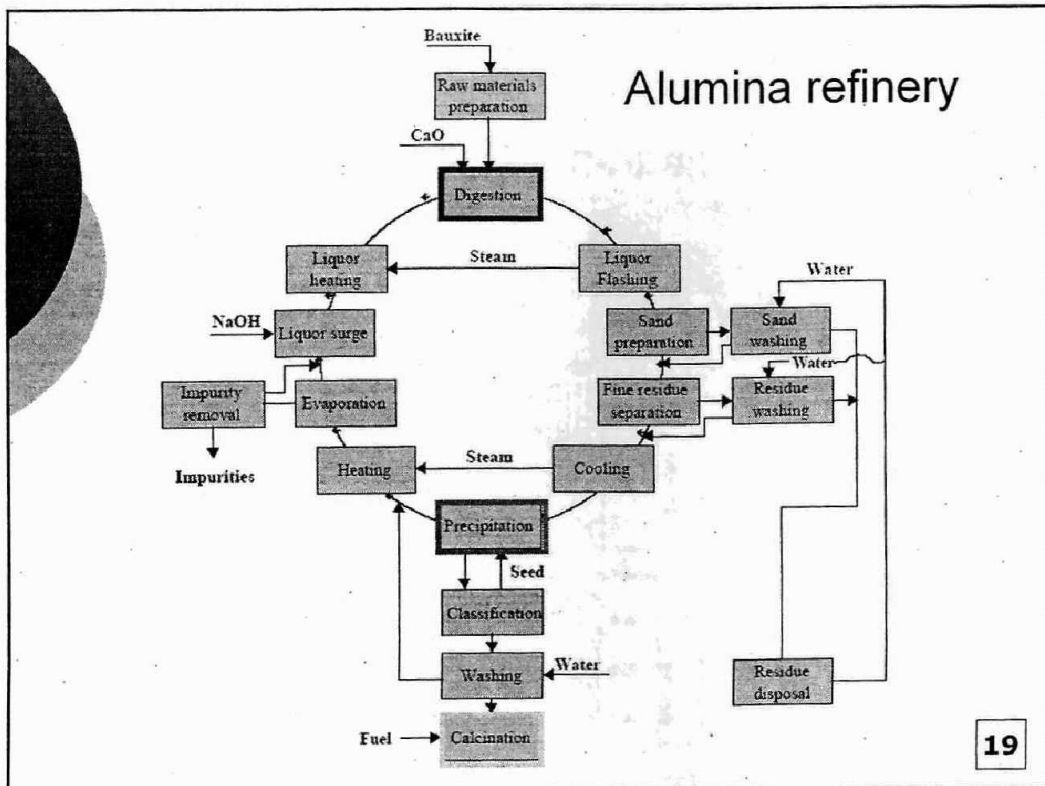 Alumina refinery
Bauxite
Raw materials
preparation
CaO
Digestion
Liquor
heating
Steam
Liquor
Flashing
Water
NaOH
Liquor surge
Sand
preparation
Sand
washing
Water
Impurity
removal
Evaporation
Fine residue
separation
Residue
washing
Impurities
Heating
Steam
Cooling
Precipitation
Seed
Classification
Washing
Water
Residue
disposal
Fuel
Calcination
19